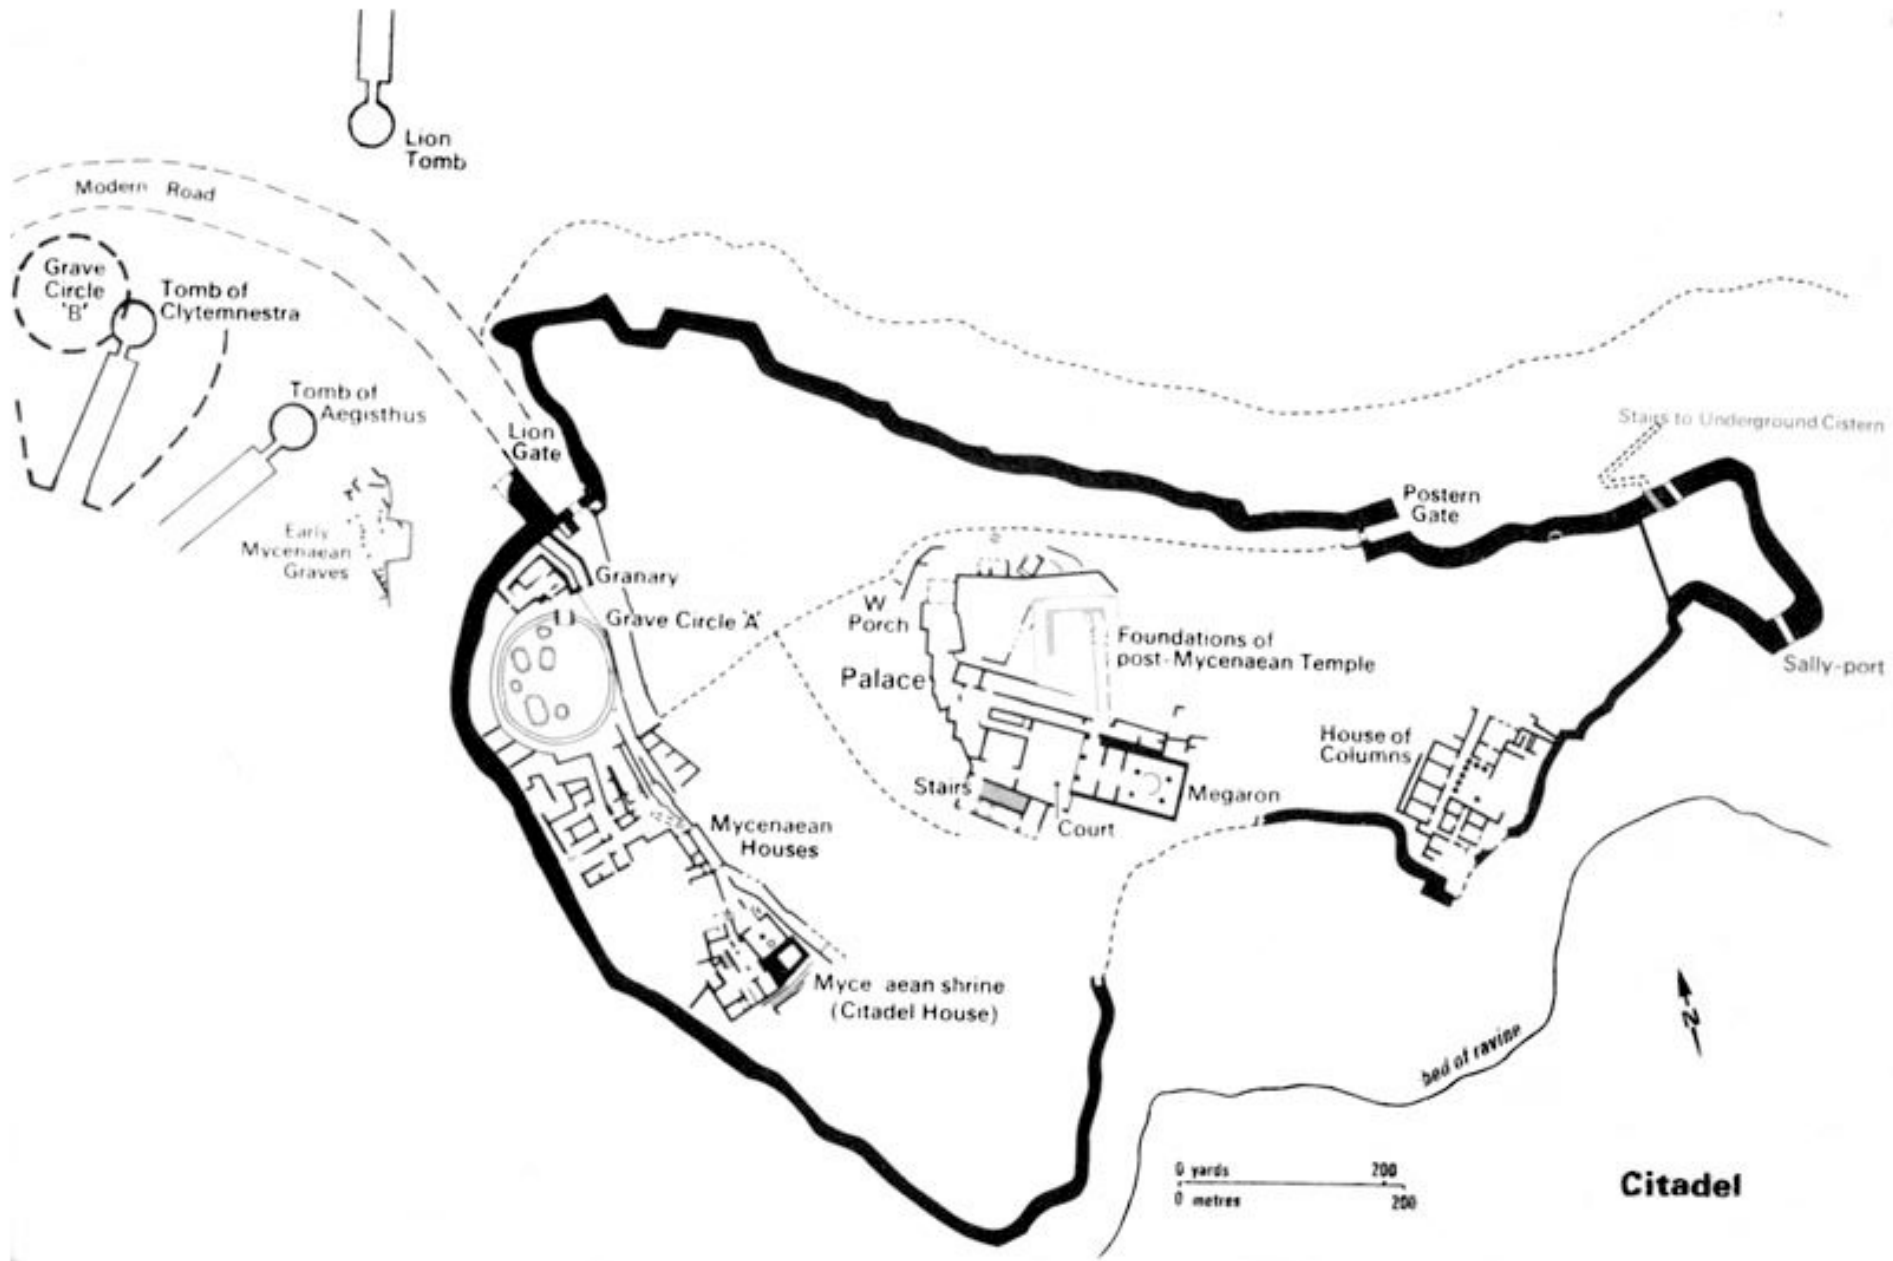 Lion
Tomb
Modern Road
Grave
Circle
'B'
Tomb of
Clytemnestra
Tomb of
Aegisthus
Lion
Gate
Early
Mycenaean
Graves
Granary
Grave Circle 'A'
W
Porch
Palace
Foundations of
post-Mycenaean Temple
Stairs to Underground Cistern
Postern
Gate
Sally-port
House of
Columns
Stairs
Megaron
Court
Mycenaean
Houses
Myce aean shrine
(Citadel House)
N
bed of ravine
0 yards 200
0 metres 200
Citadel